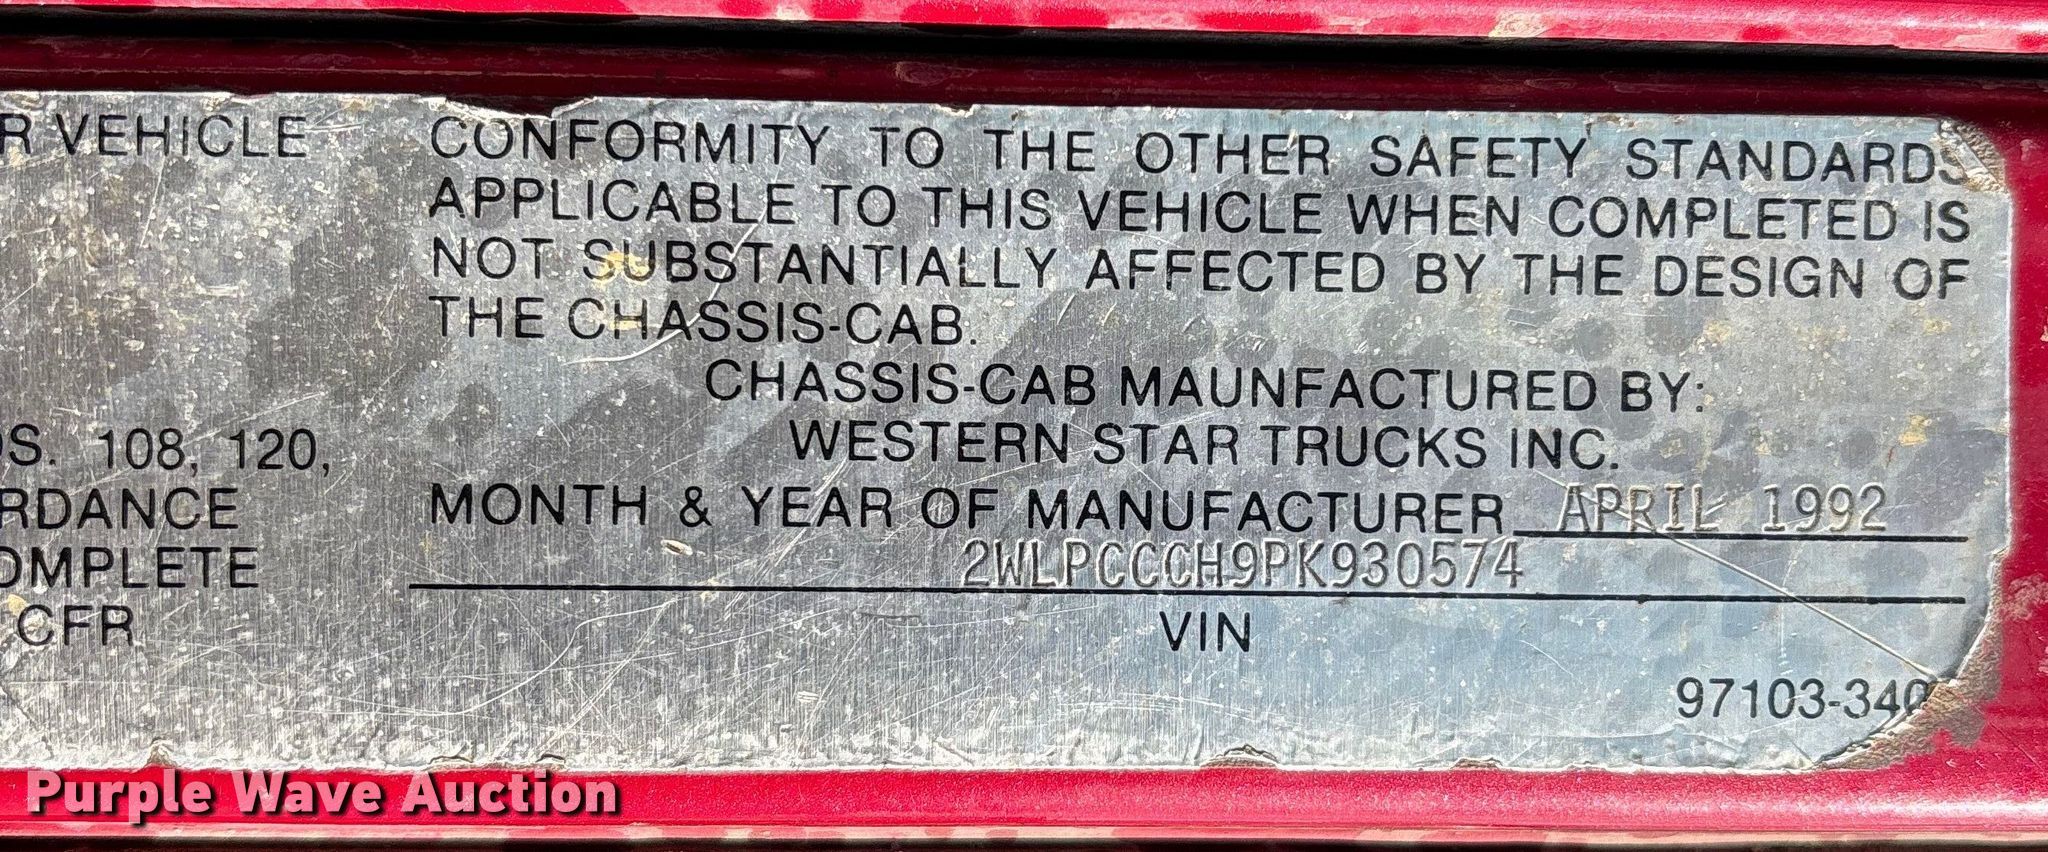 R VEHICLE
OS. 108, 120,
RDANCE
OMPLETE
CFR
CONFORMITY TO THE OTHER SAFETY STANDARDS
APPLICABLE TO THIS VEHICLE WHEN COMPLETED IS
NOT SUBSTANTIALLY AFFECTED BY THE DESIGN OF
THE CHASSIS-CAB.
CHASSIS-CAB MAUNFACTURED BY:
WESTERN STAR TRUCKS INC.
MONTH & YEAR OF MANUFACTURER APRIL 1992
2WLPCCCH9PK930574
VIN
97103-340
Purple Wave Auction